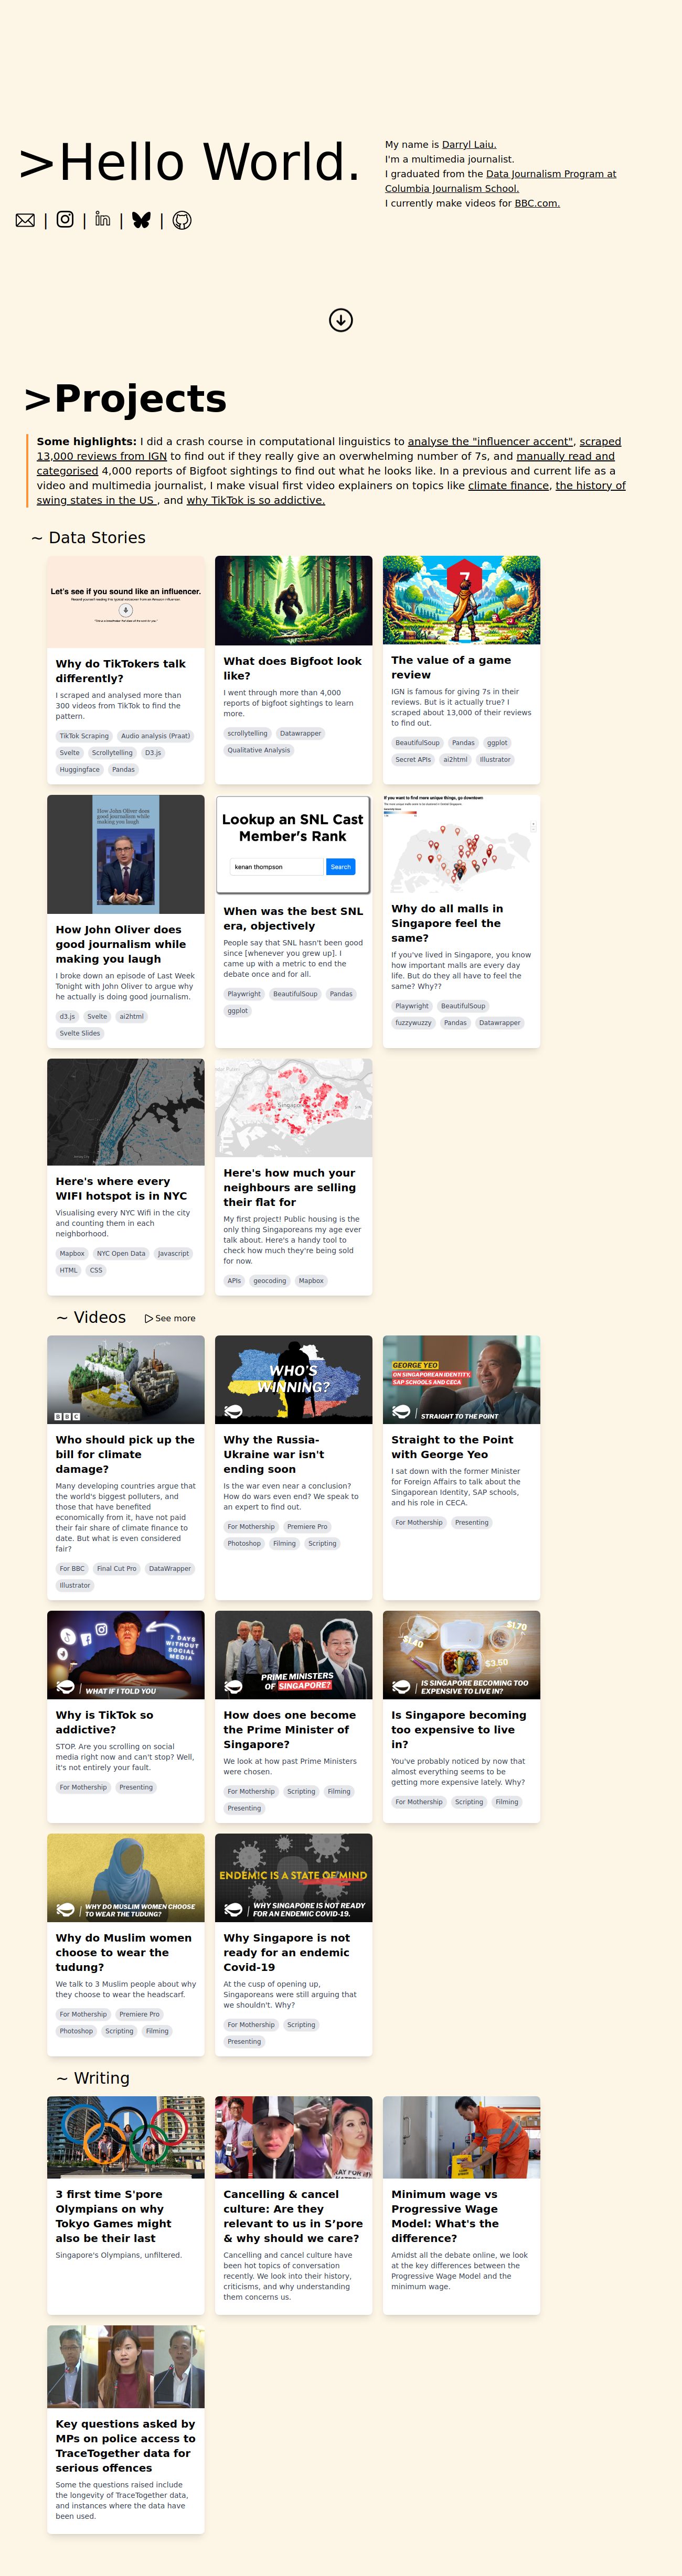 >Hello World.
My name is Darryl Laiu.
I'm a multimedia journalist.
I graduated from the Data Journalism Program at
Columbia Journalism School.
I currently make videos for BBC.com.
| | | |
>Projects
Some highlights: I did a crash course in computational linguistics to analyse the "influencer accent", scraped
13,000 reviews from IGN to find out if they really give an overwhelming number of 7s, and manually read and
categorised 4,000 reports of Bigfoot sightings to find out what he looks like. In a previous and current life as a
video and multimedia journalist, I make visual first video explainers on topics like climate finance, the history of
swing states in the US , and why TikTok is so addictive.
~ Data Stories
Let's see if you sound like an influencer.
Why do TikTokers talk
differently?
I scraped and analysed more than
300 videos from TikTok to find the
pattern.
TikTok Scraping Audio analysis (Praat)
Svelte Scrollytelling D3.js
Huggingface Pandas
What does Bigfoot look
like?
I went through more than 4,000
reports of bigfoot sightings to learn
more.
scrollytelling Datawrapper
Qualitative Analysis
7
The value of a game
review
IGN is famous for giving 7s in their
reviews. But is it actually true? I
scraped about 13,000 of their reviews
to find out.
BeautifulSoup Pandas ggplot
Secret APIs ai2html Illustrator
How John Oliver does
good journalism while
making you laugh
How John Oliver does
good journalism while
making you laugh
I broke down an episode of Last Week
Tonight with John Oliver to argue why
he actually is doing good journalism.
d3.js Svelte ai2html
Svelte Slides
Lookup an SNL Cast
Member's Rank
kenan thompson Search
When was the best SNL
era, objectively
People say that SNL hasn't been good
since [whenever you grew up]. I
came up with a metric to end the
debate once and for all.
Playwright BeautifulSoup Pandas
ggplot
If you want to find more unique things, go downtown
Why do all malls in
Singapore feel the
same?
If you've lived in Singapore, you know
how important malls are every day
life. But do they all have to feel the
same? Why??
Playwright BeautifulSoup
fuzzywuzzy Pandas Datawrapper
Here's where every
WIFI hotspot is in NYC
Visualising every NYC Wifi in the city
and counting them in each
neighborhood.
Mapbox NYC Open Data Javascript
HTML CSS
Singapore
Here's how much your
neighbours are selling
their flat for
My first project! Public housing is the
only thing Singaporeans my age ever
talk about. Here's a handy tool to
check how much they're being sold
for now.
APIs geocoding Mapbox
~ Videos See more
BBC
Who should pick up the
bill for climate
damage?
Many developing countries argue that
the world's biggest polluters, and
those that have benefited
economically from it, have not paid
their fair share of climate finance to
date. But what is even considered
fair?
For BBC Final Cut Pro DataWrapper
Illustrator
WHO'S
WINNING?
Why the Russia-
Ukraine war isn't
ending soon
Is the war even near a conclusion?
How do wars even end? We speak to
an expert to find out.
For Mothership Premiere Pro
Photoshop Filming Scripting
GEORGE YEO
ON SINGAPOREAN IDENTITY,
SAP SCHOOLS AND CECA
STRAIGHT TO THE POINT
Straight to the Point
with George Yeo
I sat down with the former Minister
for Foreign Affairs to talk about the
Singaporean Identity, SAP schools,
and his role in CECA.
For Mothership Presenting
7 DAYS
WITHOUT
SOCIAL
MEDIA
WHAT IF I TOLD YOU
Why is TikTok so
addictive?
STOP. Are you scrolling on social
media right now and can't stop? Well,
it's not entirely your fault.
For Mothership Presenting
PRIME MINISTERS
OF SINGAPORE?
How does one become
the Prime Minister of
Singapore?
We look at how past Prime Ministers
were chosen.
For Mothership Scripting Filming
Presenting
$1.40
$1.70
$3.50
IS SINGAPORE BECOMING TOO
EXPENSIVE TO LIVE IN?
Is Singapore becoming
too expensive to live
in?
You've probably noticed by now that
almost everything seems to be
getting more expensive lately. Why?
For Mothership Scripting Filming
WHY DO MUSLIM WOMEN CHOOSE
TO WEAR THE TUDUNG?
Why do Muslim women
choose to wear the
tudung?
We talk to 3 Muslim people about why
they choose to wear the headscarf.
For Mothership Premiere Pro
Photoshop Scripting Filming
ENDEMIC IS A STATE OF MIND
WHY SINGAPORE IS NOT READY
FOR AN ENDEMIC COVID-19.
Why Singapore is not
ready for an endemic
Covid-19
At the cusp of opening up,
Singaporeans were still arguing that
we shouldn't. Why?
For Mothership Scripting
Presenting
~ Writing
3 first time S'pore
Olympians on why
Tokyo Games might
also be their last
Singapore's Olympians, unfiltered.
Cancelling & cancel
culture: Are they
relevant to us in S’pore
& why should we care?
Cancelling and cancel culture have
been hot topics of conversation
recently. We look into their history,
criticisms, and why understanding
them concerns us.
Minimum wage vs
Progressive Wage
Model: What's the
difference?
Amidst all the debate online, we look
at the key differences between the
Progressive Wage Model and the
minimum wage.
Key questions asked by
MPs on police access to
TraceTogether data for
serious offences
Some the questions raised include
the longevity of TraceTogether data,
and instances where the data have
been used.